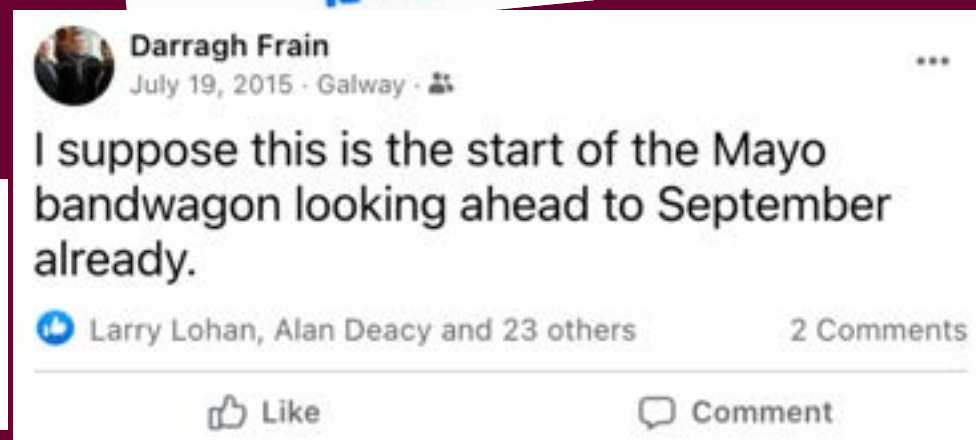 Darragh Frain
July 19, 2015 · Galway ·
I suppose this is the start of the Mayo
bandwagon looking ahead to September
already.
Larry Lohan, Alan Deacy and 23 others 2 Comments
Like Comment